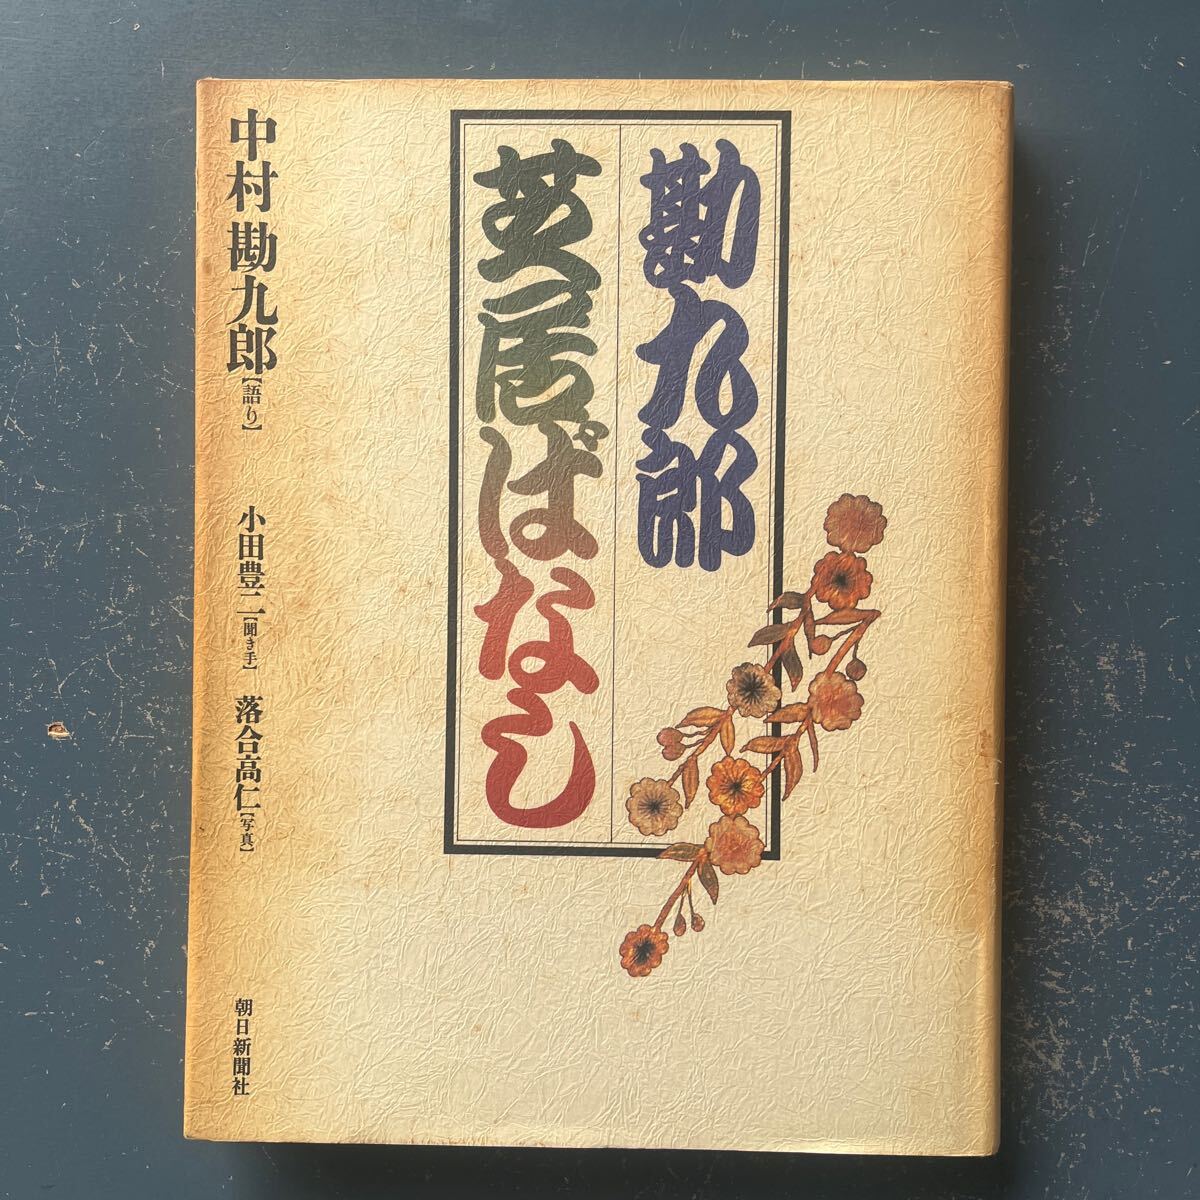 勘九郎
芝居ばなし
中村勘九郎【語り】
小田豊二【聞き手】
落合高仁【写真】
朝日新聞社